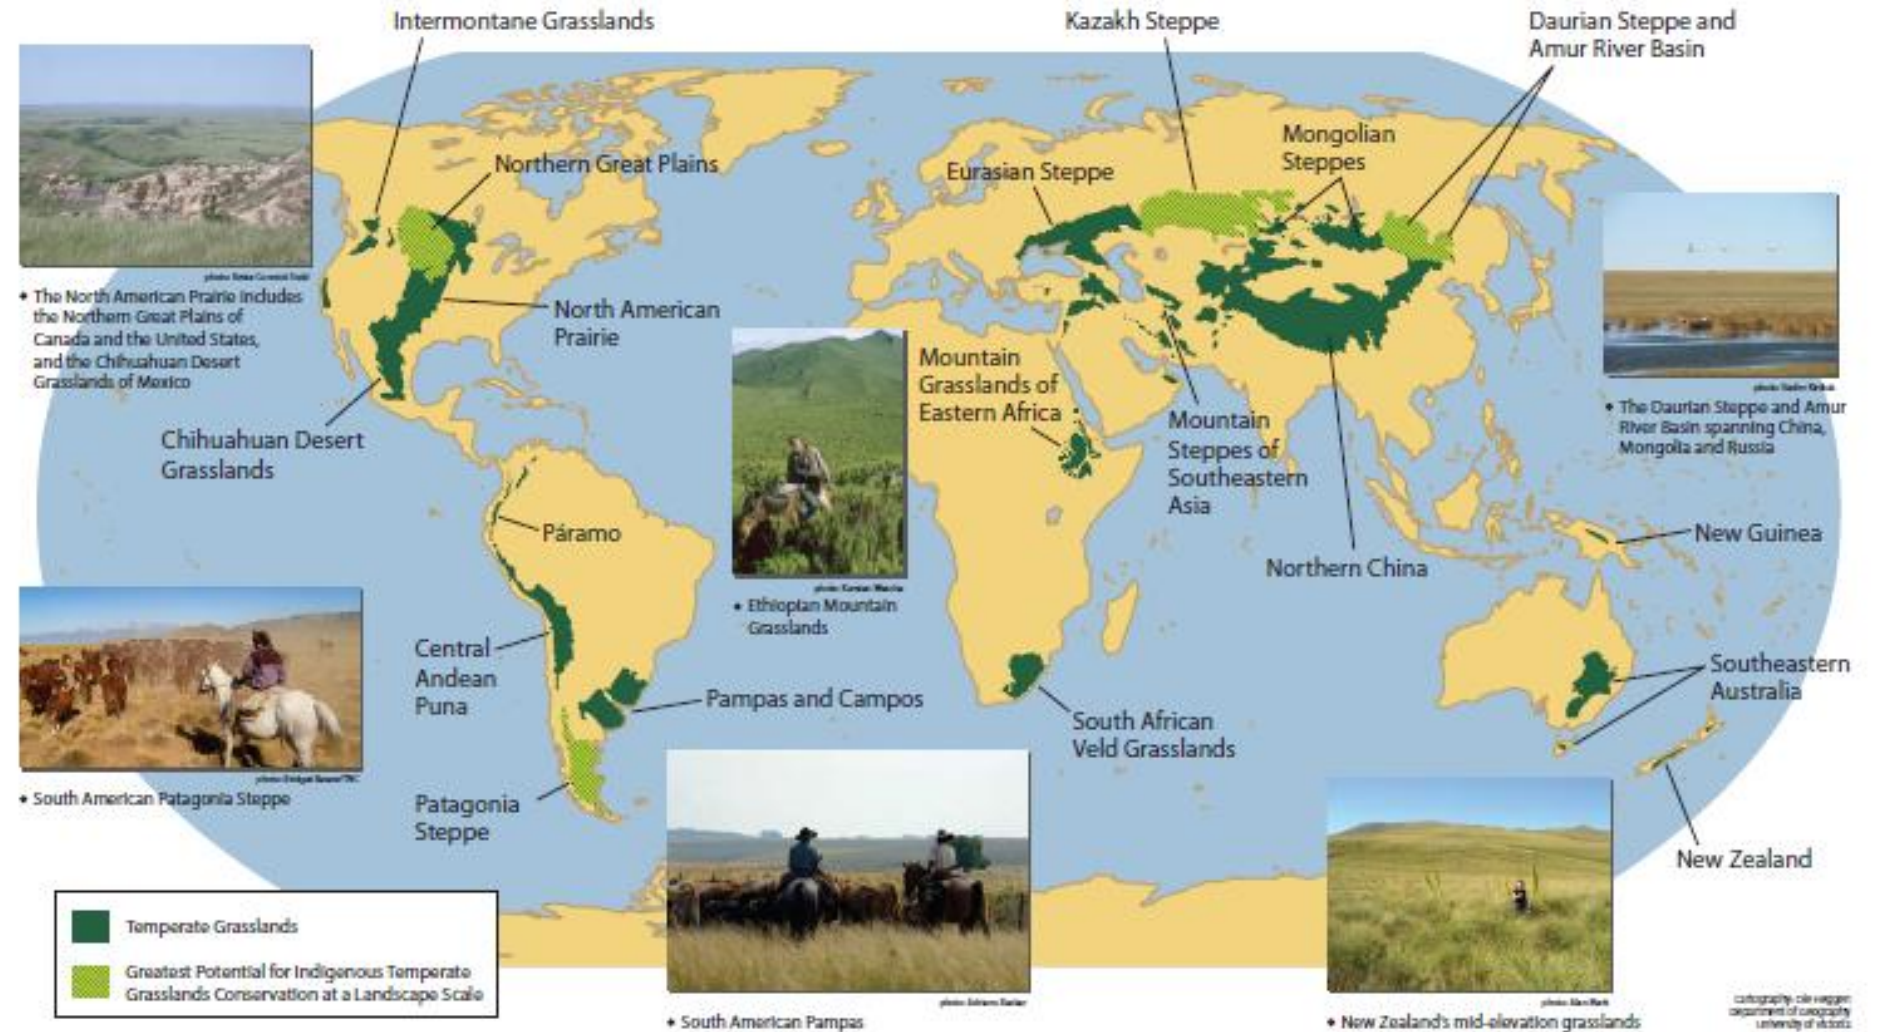 Intermontane Grasslands
Kazakh Steppe
Daurian Steppe and
Amur River Basin
Mongolian
Steppes
Northern Great Plains
Eurasian Steppe
The North American Prairie includes
the Northern Great Plains of
Canada and the United States,
and the Chihuahuan Desert
Grasslands of Mexico
North American
Prairie
Mountain
Grasslands of
Eastern Africa
Mountain
Steppes of
Southeastern
Asia
The Daurian Steppe and Amur
River Basin spanning China,
Mongolia and Russia
Chihuahuan Desert
Grasslands
Páramo
New Guinea
Northern China
Ethiopian Mountain
Grasslands
Central
Andean
Puna
Pampas and Campos
South African
Veld Grasslands
Southeastern
Australia
South American Patagonia Steppe
Patagonia
Steppe
New Zealand
Temperate Grasslands
Greatest Potential for Indigenous Temperate
Grasslands Conservation at a Landscape Scale
South American Pampas
New Zealand's mid-elevation grasslands
department of geography
university of victoria